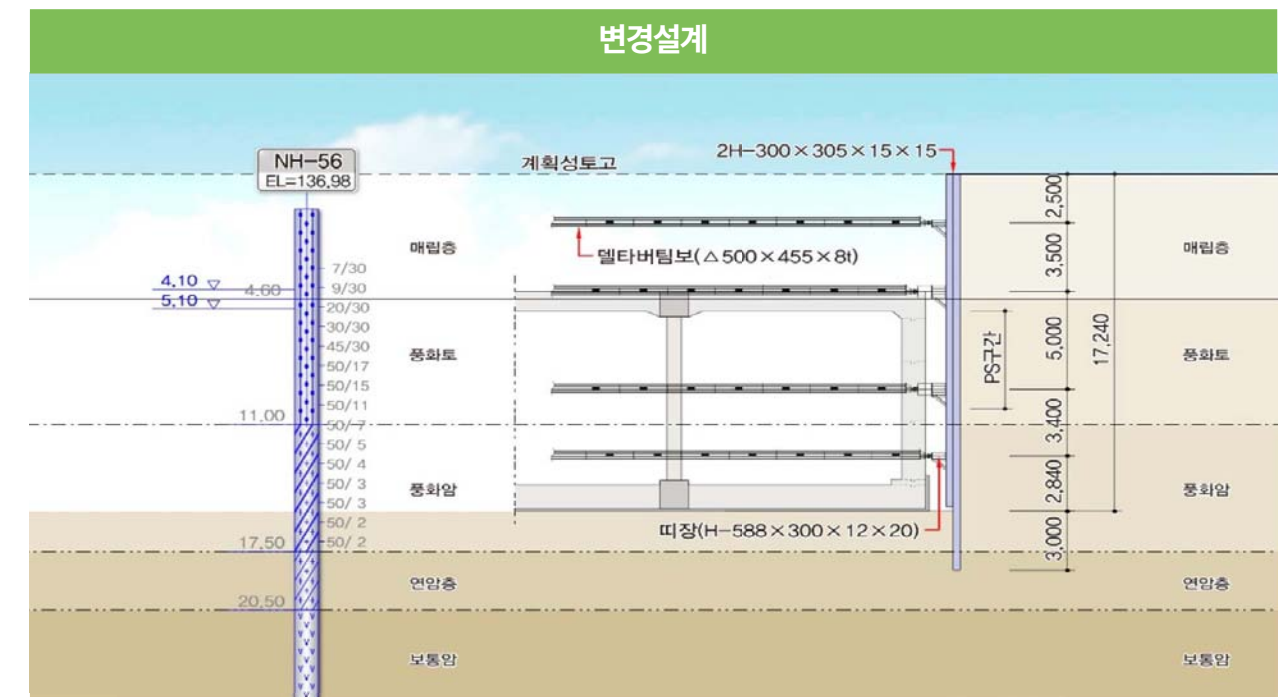 변경설계
NH-56
EL=136.98
계획성토고
2H-300×305×15×15
매립층
델타버팀보(△500×455×8t)
7/30
9/30
20/30
30/30
45/30
50/17
50/15
50/11
50/ 7
50/ 5
50/ 4
50/ 3
50/ 3
50/ 2
50/ 2
4.10
4.60
5.10
11.00
17.50
20.50
풍화토
풍화암
띠장(H-588×300×12×20)
연암층
보통암
PS구간
2,500
3,500
5,000
3,400
2,840
3,000
17,240
매립층
풍화토
풍화암
연암층
보통암